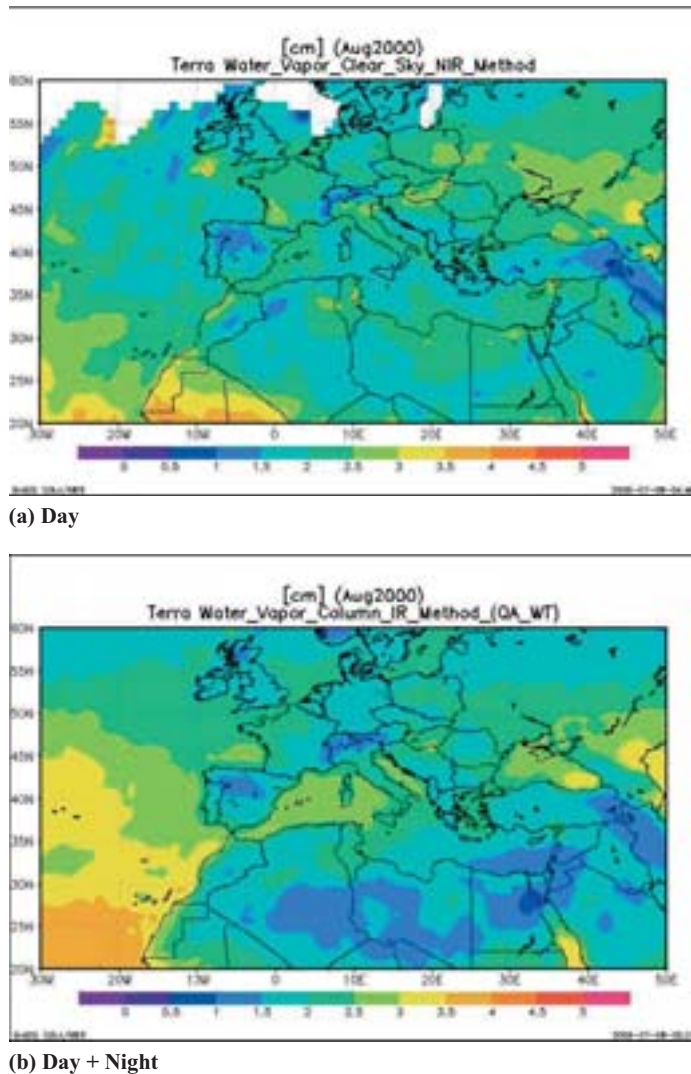 [cm] (Aug2000)
Terra Water_Vapor_Clear_Sky_NIR_Method
60N
55N
50N
45N
40N
35N
30N
25N
20N
30W 20W 10W 0 10E 20E 30E 40E 50E
0 0.5 1 1.5 2 2.5 3 3.5 4 4.5 5
(a) Day
[cm] (Aug2000)
Terra Water_Vapor_Column_IR_Method_(QA_WT)
60N
55N
50N
45N
40N
35N
30N
25N
20N
30W 20W 10W 0 10E 20E 30E 40E 50E
0 0.5 1 1.5 2 2.5 3 3.5 4 4.5 5
(b) Day + Night